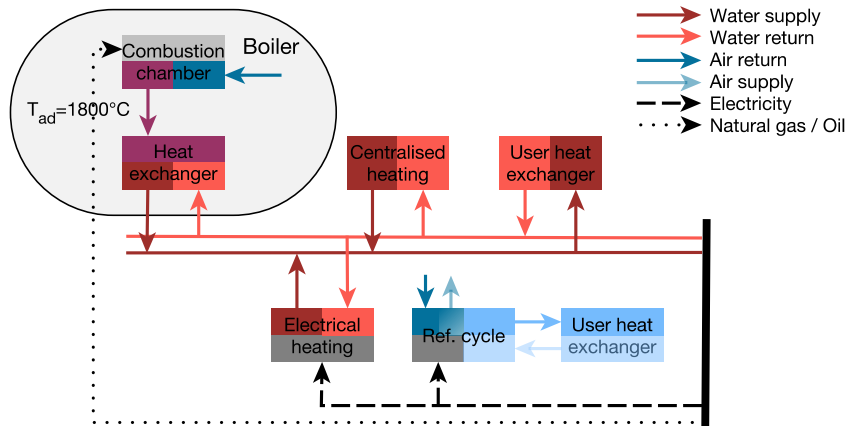 Combustion
chamber
Boiler
T_ad=1800°C
Heat
exchanger
Centralised
heating
User heat
exchanger
Electrical
heating
Ref. cycle
User heat
exchanger
Water supply
Water return
Air return
Air supply
Electricity
Natural gas / Oil